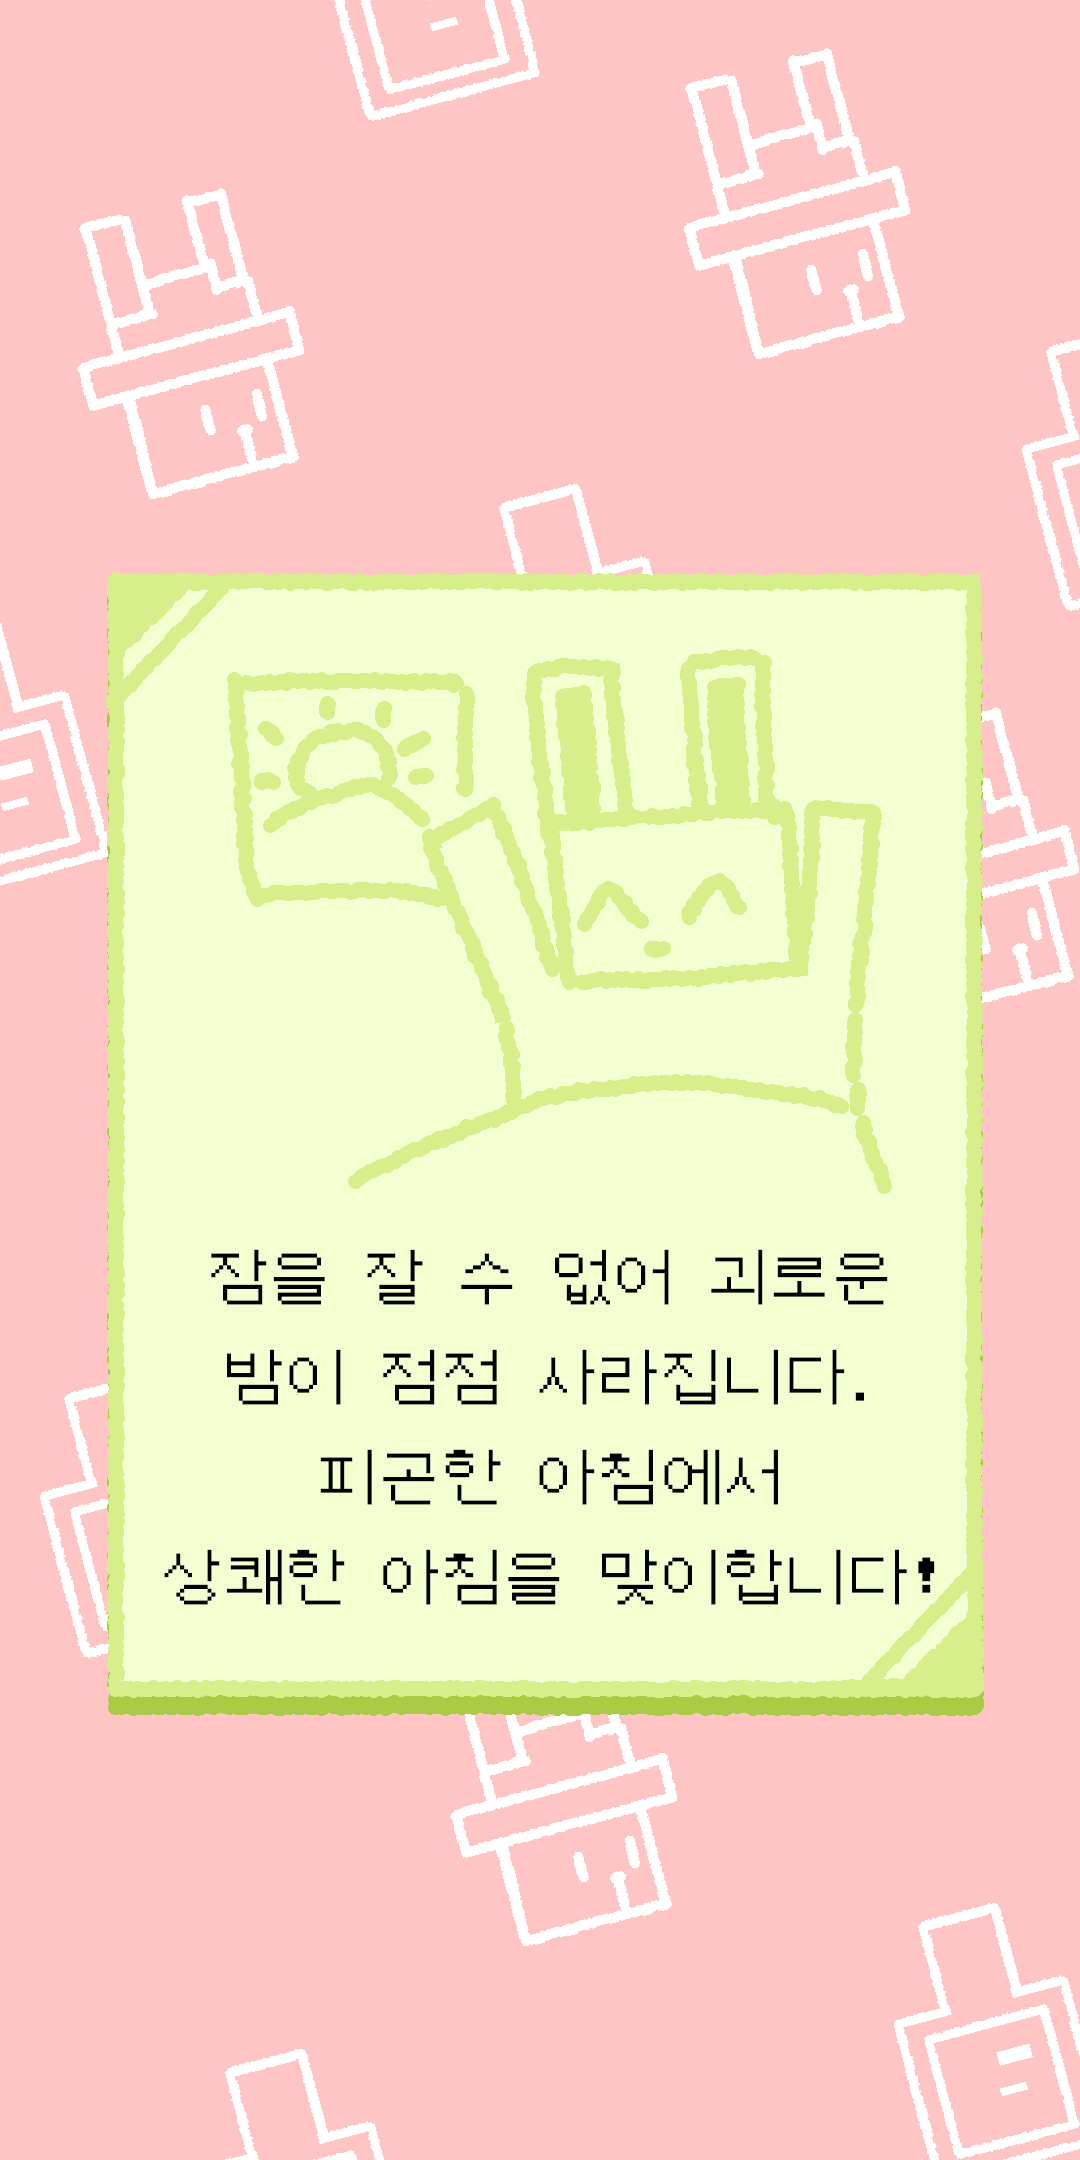 잠을 잘 수 없어 괴로운
밤이 점점 사라집니다.
피곤한 아침에서
상쾌한 아침을 맞이합니다!